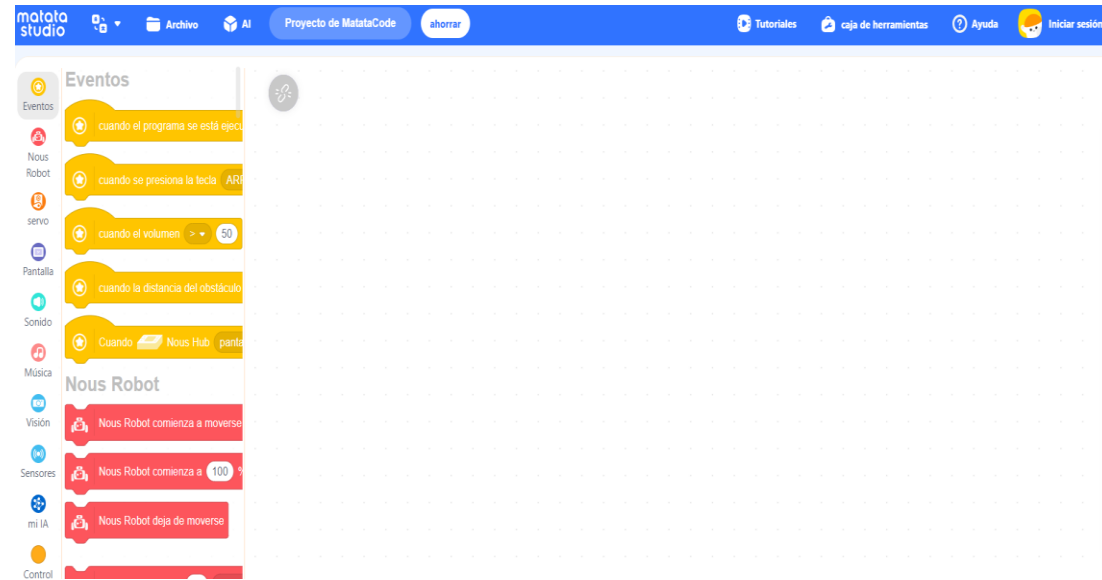 matata studio
Archivo
AI
Proyecto de MatataCode
ahorrar
Tutoriales
caja de herramientas
Ayuda
Iniciar sesión
Eventos
Nous Robot
servo
Pantalla
Sonido
Música
Visión
Sensores
mi IA
Control
Eventos
cuando el programa se está ejecu
cuando se presiona la tecla ARR
cuando el volumen > 50
cuando la distancia del obstáculo
Cuando Nous Hub panta
Nous Robot
Nous Robot comienza a moverse
Nous Robot comienza a 100 %
Nous Robot deja de moverse